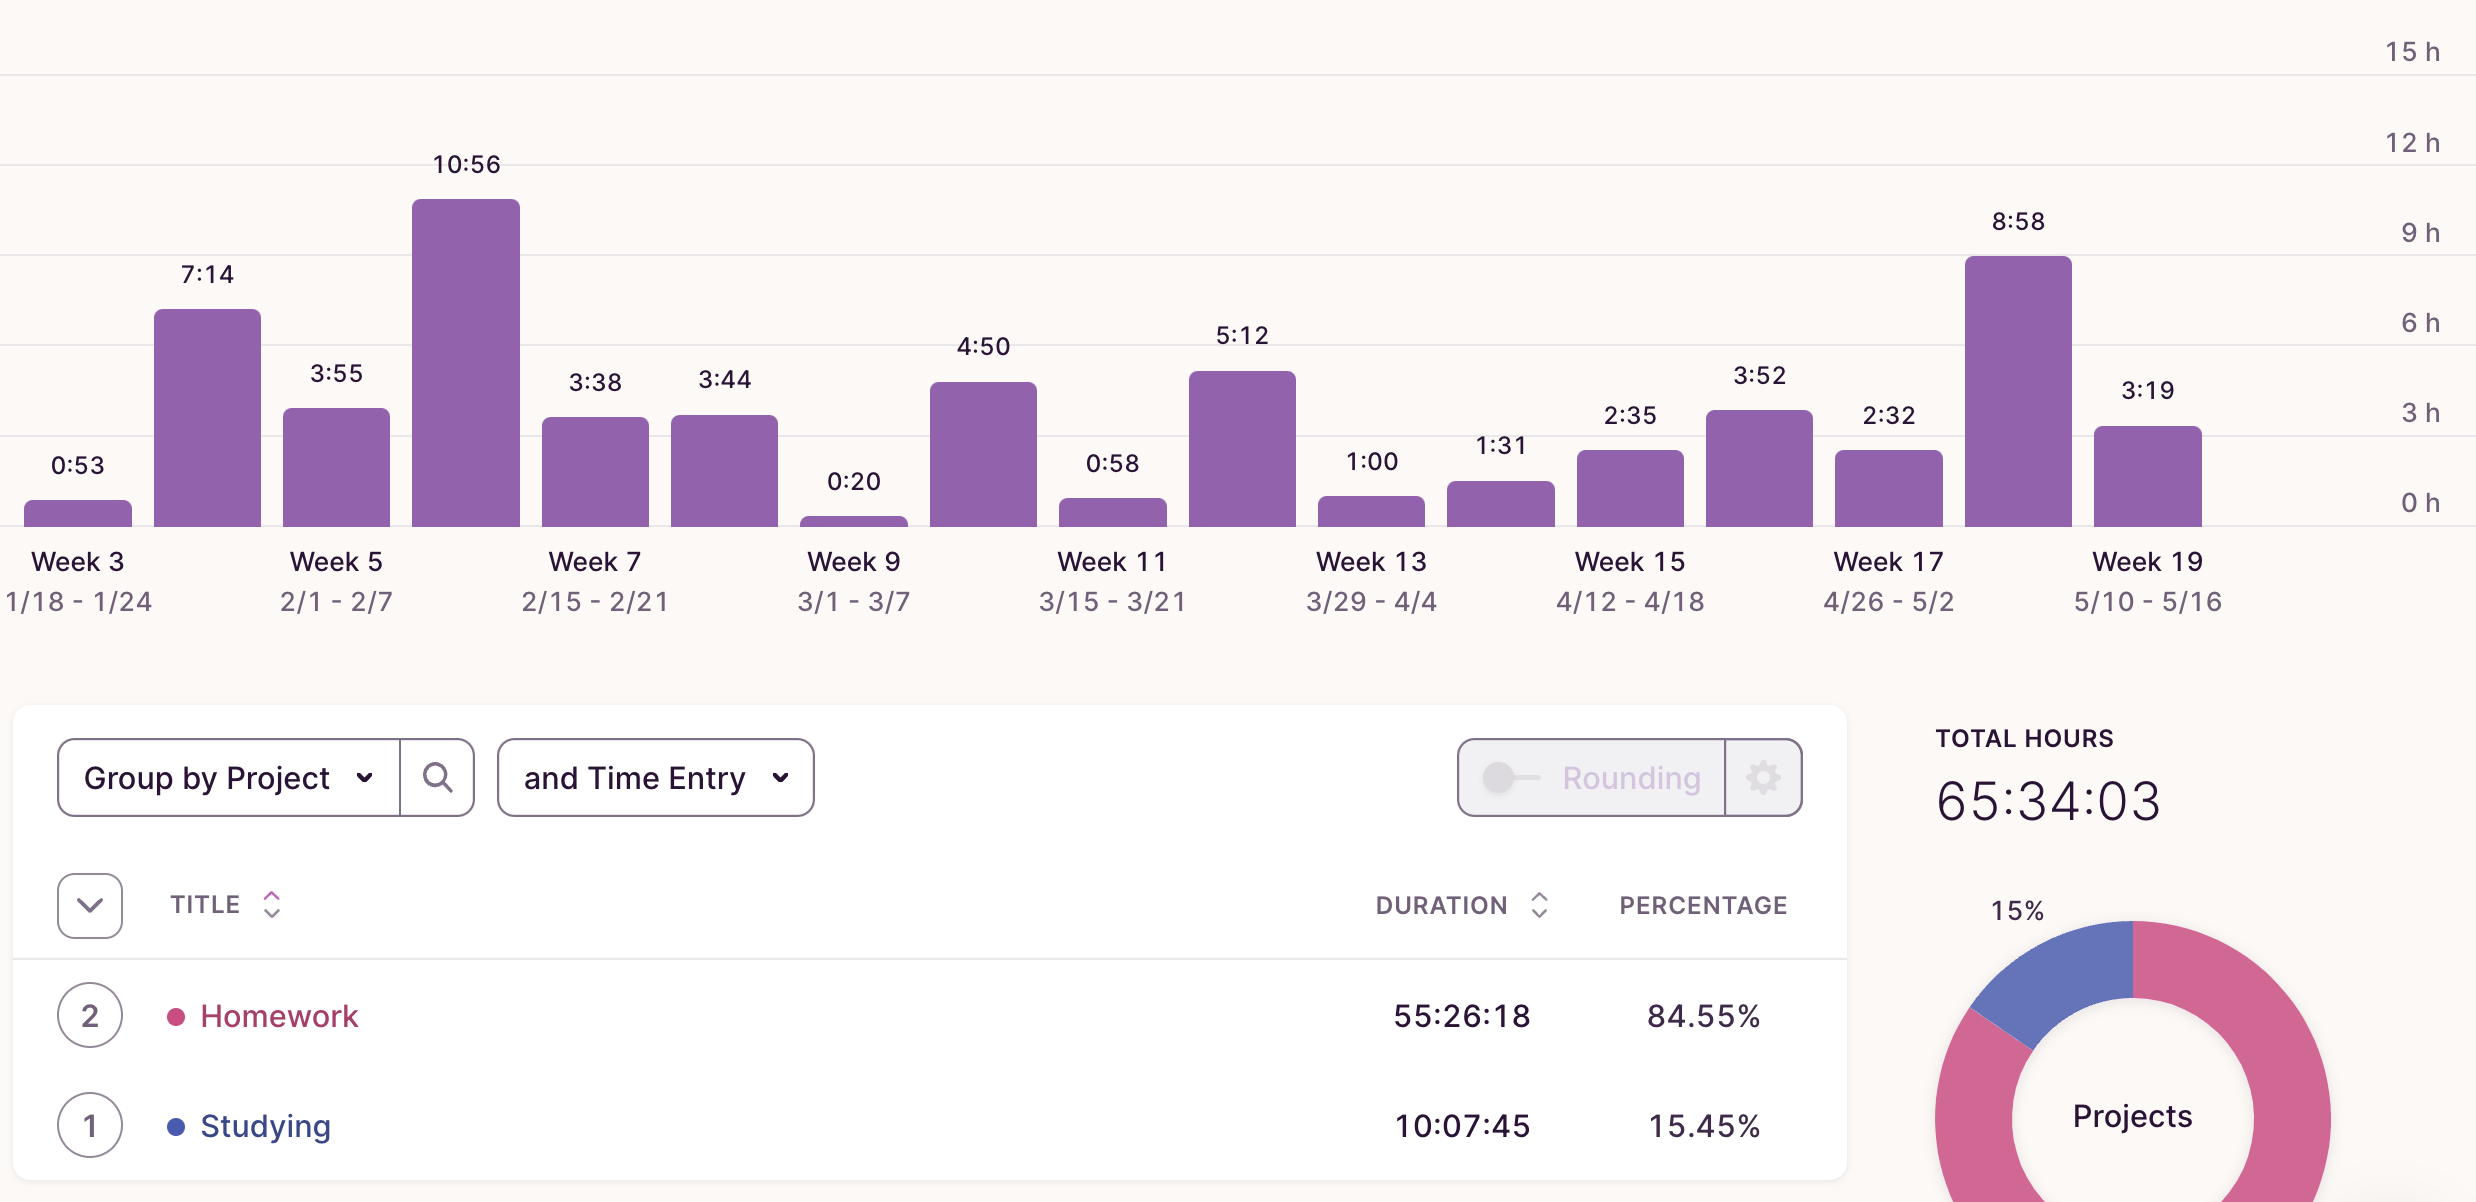 15 h
12 h
10:56
8:58
9 h
7:14
6 h
5:12
4:50
3:55
3:38
3:44
3:52
3:19
3 h
2:35
2:32
1:31
0:53
0:58
1:00
0:20
0 h
Week 3 Week 5 Week 7 Week 9 Week 11 Week 13 Week 15 Week 17 Week 19
1/18 - 1/24 2/1 - 2/7 2/15 - 2/21 3/1 - 3/7 3/15 - 3/21 3/29 - 4/4 4/12 - 4/18 4/26 - 5/2 5/10 - 5/16
Group by Project and Time Entry Rounding
TITLE DURATION PERCENTAGE
2 Homework 55:26:18 84.55%
1 Studying 10:07:45 15.45%
TOTAL HOURS
65:34:03
15%
Projects